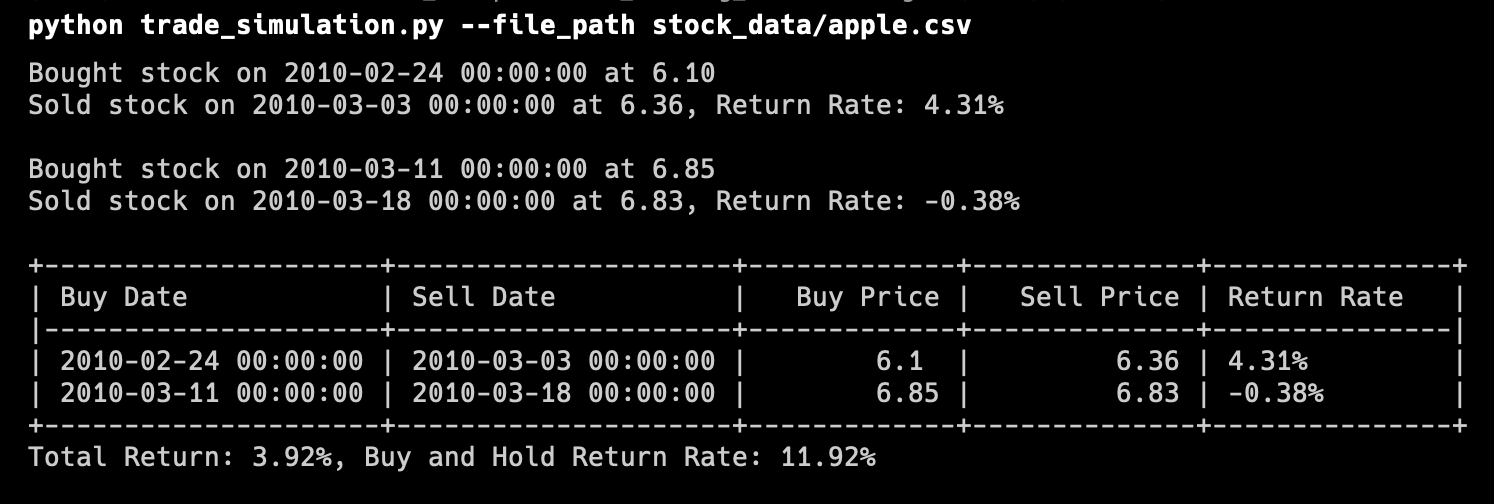 python trade_simulation.py --file_path stock_data/apple.csv
Bought stock on 2010-02-24 00:00:00 at 6.10
Sold stock on 2010-03-03 00:00:00 at 6.36, Return Rate: 4.31%
Bought stock on 2010-03-11 00:00:00 at 6.85
Sold stock on 2010-03-18 00:00:00 at 6.83, Return Rate: -0.38%
+---------------------+---------------------+-------------+--------------+---------------+
| Buy Date            | Sell Date           |   Buy Price |   Sell Price | Return Rate   |
|---------------------+---------------------+-------------+--------------+---------------|
| 2010-02-24 00:00:00 | 2010-03-03 00:00:00 |        6.1  |         6.36 | 4.31%         |
| 2010-03-11 00:00:00 | 2010-03-18 00:00:00 |        6.85 |         6.83 | -0.38%        |
+---------------------+---------------------+-------------+--------------+---------------+
Total Return: 3.92%, Buy and Hold Return Rate: 11.92%